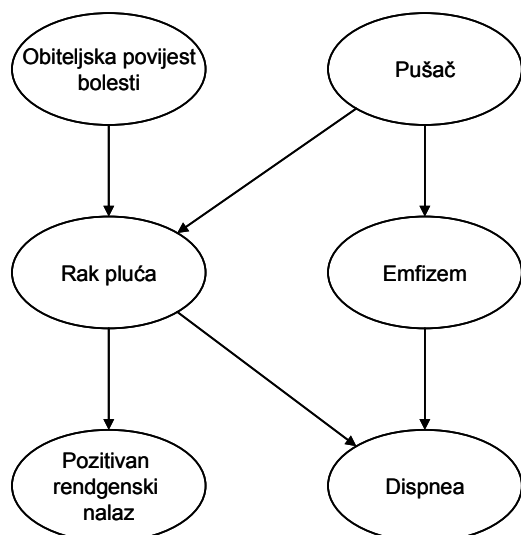 Obiteljska povijest
bolesti
Pušač
Rak pluća
Emfizem
Pozitivan
rendgenski
nalaz
Dispnea